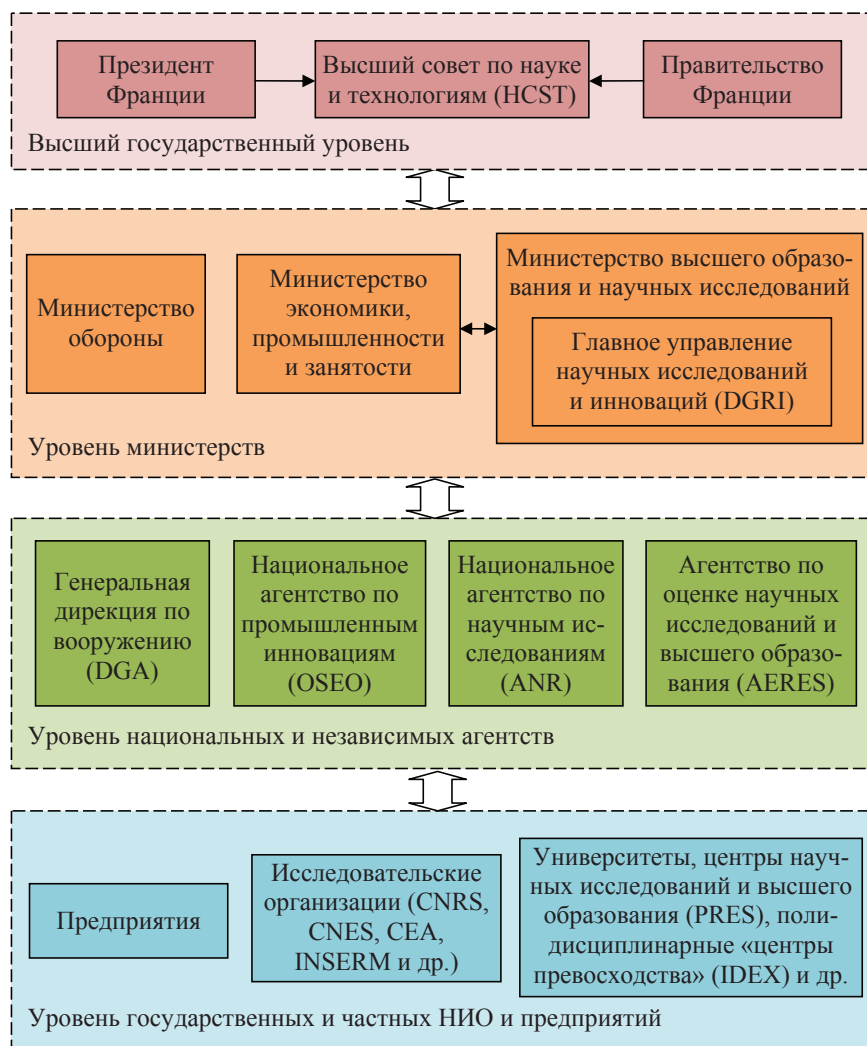 Президент
Франции
Высший совет по науке
и технологиям (HCST)
Правительство
Франции
Высший государственный уровень
Министерство
обороны
Министерство
экономики,
промышленности
и занятости
Министерство высшего образо-
вания и научных исследований
Главное управление
научных исследований
и инноваций (DGRI)
Уровень министерств
Генеральная
дирекция по
вооружению
(DGA)
Национальное
агентство по
промышленным
инновациям
(OSEO)
Национальное
агентство по
научным ис-
следованиям
(ANR)
Агентство по
оценке научных
исследований и
высшего образо-
вания (AERES)
Уровень национальных и независимых агентств
Предприятия
Исследовательские
организации (CNRS,
CNES, CEA,
INSERM и др.)
Университеты, центры науч-
ных исследований и высшего
образования (PRES), поли-
дисциплинарные «центры
превосходства» (IDEX) и др.
Уровень государственных и частных НИО и предприятий